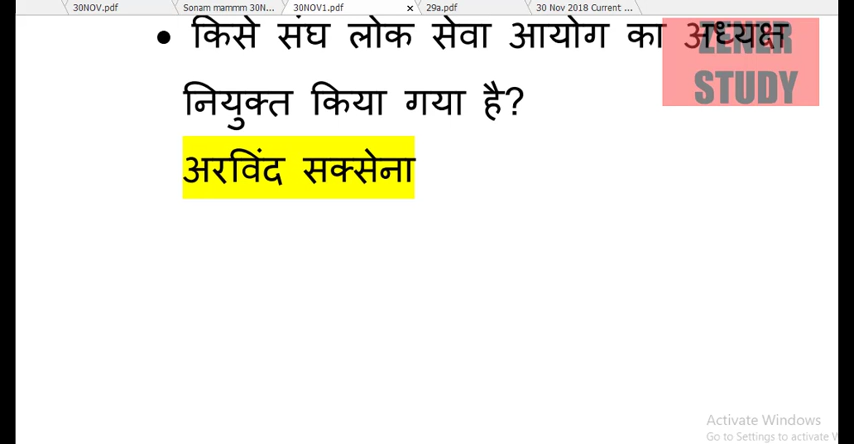 30NOV.pdf Sonam mammm 30N... 30NOV1.pdf × 29a.pdf 30 Nov 2018 Current ...
• किसे संघ लोक सेवा आयोग का अध्यक्ष
ZENER
नियुक्त किया गया है?
STUDY
अरविंद सक्सेना
Activate Windows
Go to Settings to activate W